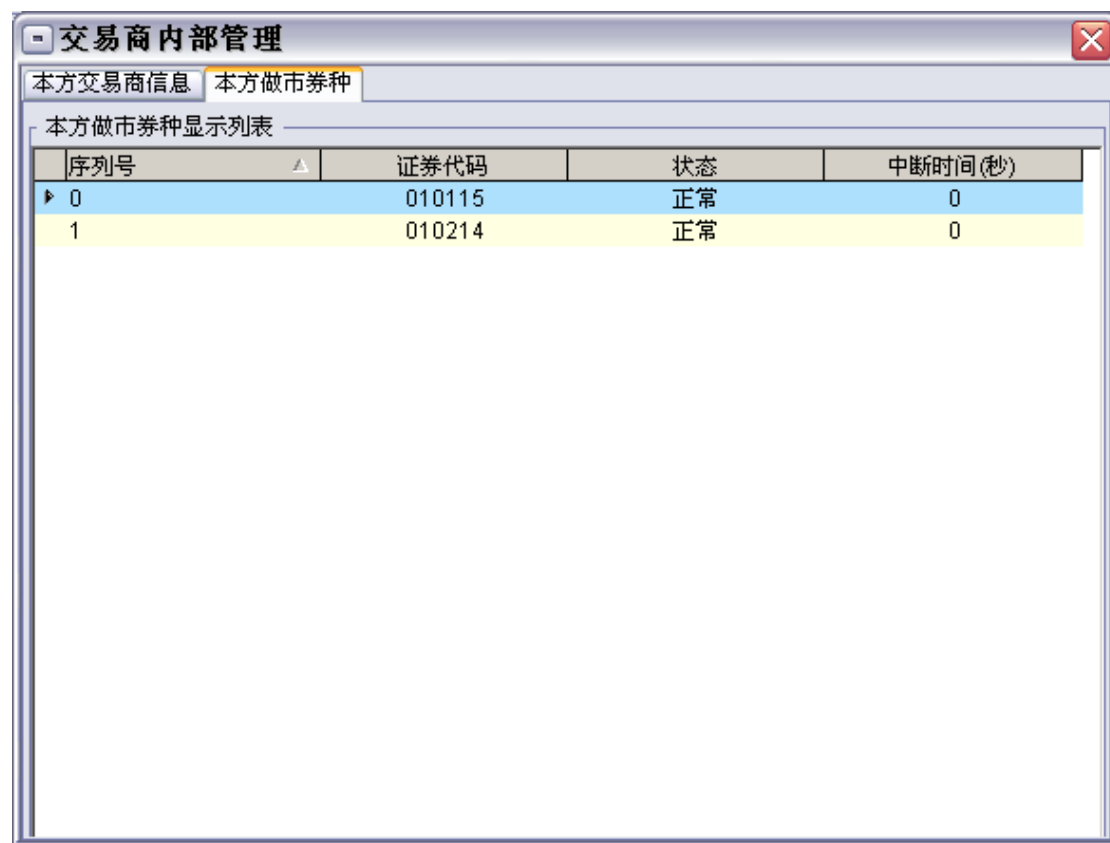 交易商内部管理
本方交易商信息 本方做市券种
本方做市券种显示列表
序列号 证券代码 状态 中断时间(秒)
0 010115 正常 0
1 010214 正常 0